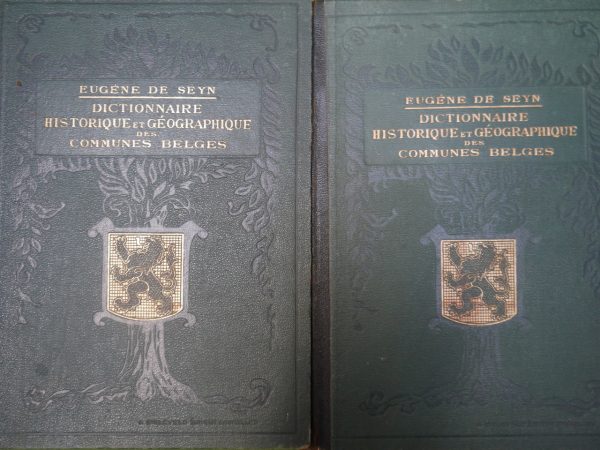 EUGÈNE DE SEYN
DICTIONNAIRE
HISTORIQUE ET GÉOGRAPHIQUE
DES
COMMUNES BELGES
EUGÈNE DE SEYN
DICTIONNAIRE
HISTORIQUE ET GÉOGRAPHIQUE
DES
COMMUNES BELGES